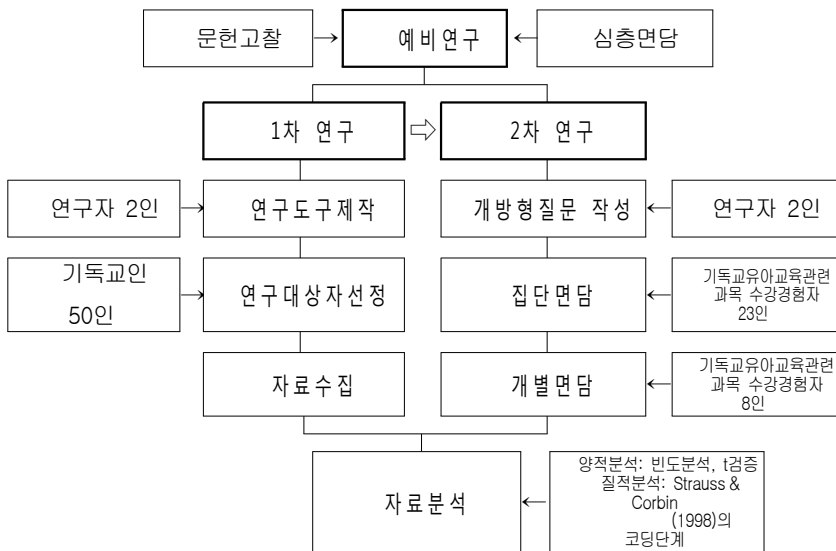 문헌고찰
예비연구
심층면담
1차 연구
2차 연구
연구자 2인
연구도구제작
개방형질문 작성
연구자 2인
기독교인
50인
연구대상자선정
집단면담
기독교유아교육관련
과목 수강경험자
23인
자료수집
개별면담
기독교유아교육관련
과목 수강경험자
8인
자료분석
양적분석: 빈도분석, t검증
질적분석: Strauss &
Corbin
(1998)의
코딩단계